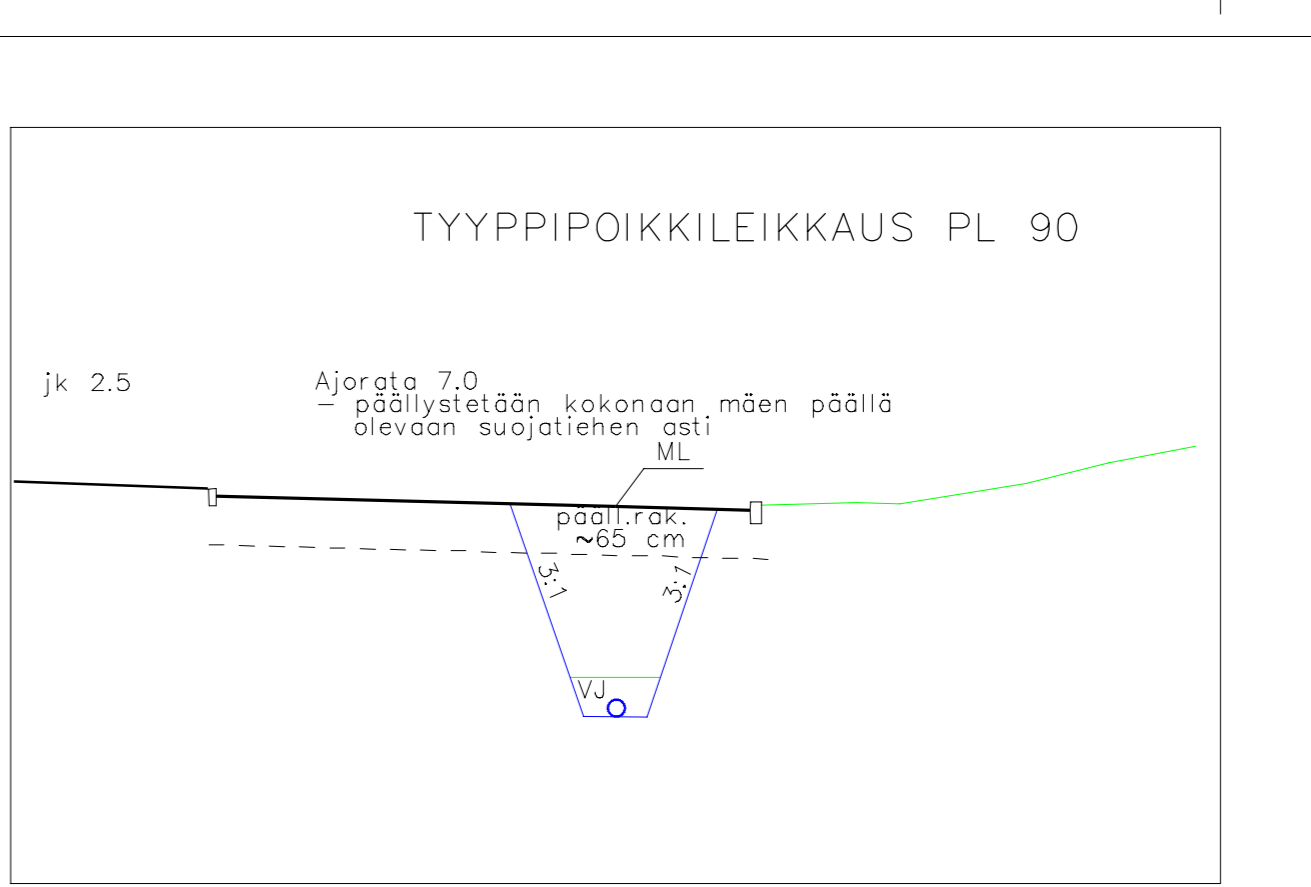 TYYPPIPOIKKILEIKKAUS PL 90
jk 2.5
Ajorata 7.0
– päällystetään kokonaan mäen päällä
olevaan suojatiehen asti
ML
pääll.rak.
~65 cm
3:1
3:1
VJ